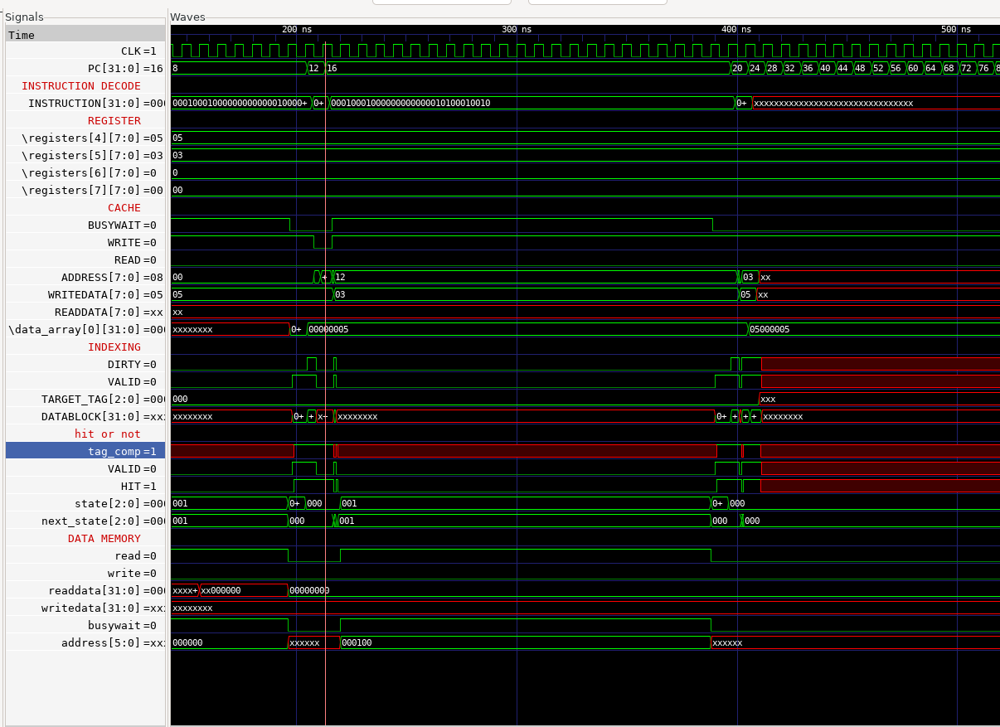 Signals Waves
Time 200 ns 300 ns 400 ns 500 ns
CLK=1
PC[31:0]=16 8 12 16 20 24 28 32 36 40 44 48 52 56 60 64 68 72 76 8
INSTRUCTION DECODE
INSTRUCTION[31:0]=000 0+ 00010001000000000000010100010010 0+ xxxxxxxxxxxxxxxxxxxxxxxxxxxxxxxx
REGISTER
\registers[4][7:0]=05 05
\registers[5][7:0]=03 03
\registers[6][7:0]=0 0
\registers[7][7:0]=00 00
CACHE
BUSYWAIT=0
WRITE=0
READ=0
ADDRESS[7:0]=08 00 + 12 03 xx
WRITEDATA[7:0]=05 05 03 05 xx
READDATA[7:0]=xx xx
\data_array[0][31:0]=000 xxxxxxxx 0+ 00000005 05000005
INDEXING
DIRTY=0
VALID=0
TARGET_TAG[2:0]=000 000 xxx
DATABLOCK[31:0]=xxx xxxxxxxx 0+ + x+ xxxxxxxx 0+ + + + xxxxxxxx
hit or not
tag_comp=1
VALID=0
HIT=1
state[2:0]=000 001 0+ 000 001 0+ 000
next_state[2:0]=000 001 000 001 000 000
DATA MEMORY
read=0
write=0
readdata[31:0]=000 xxxx+ xx000000 00000000
writedata[31:0]=xxx xxxxxxxx
busywait=0
address[5:0]=xxx 000000 xxxxxx 000100 xxxxxx